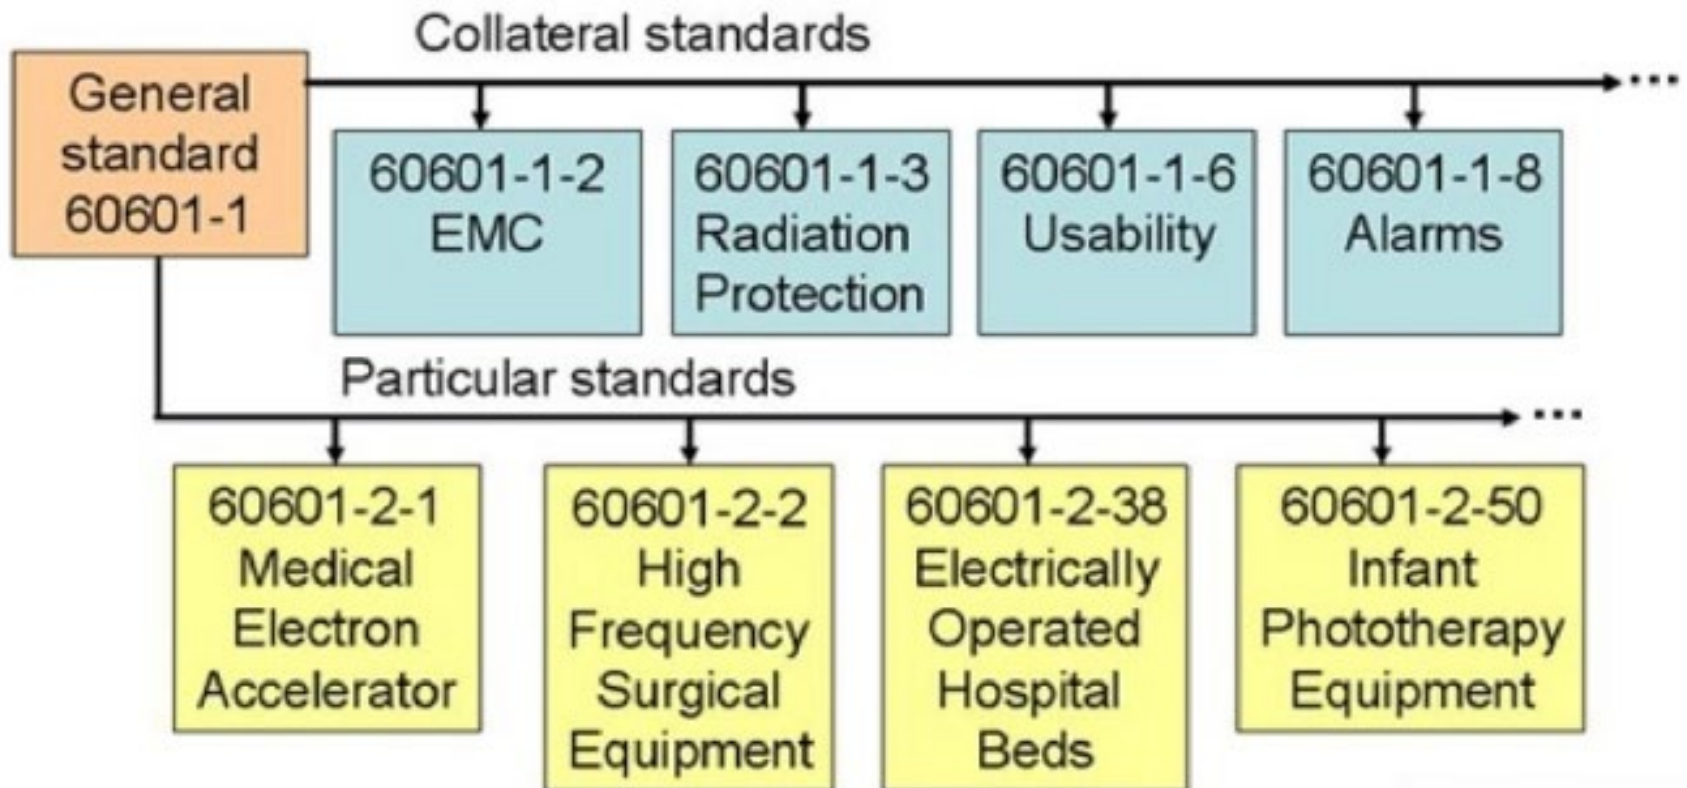 Collateral standards
General
standard
60601-1
...
60601-1-2
EMC
60601-1-3
Radiation
Protection
60601-1-6
Usability
60601-1-8
Alarms
Particular standards
...
60601-2-1
Medical
Electron
Accelerator
60601-2-2
High
Frequency
Surgical
Equipment
60601-2-38
Electrically
Operated
Hospital
Beds
60601-2-50
Infant
Phototherapy
Equipment